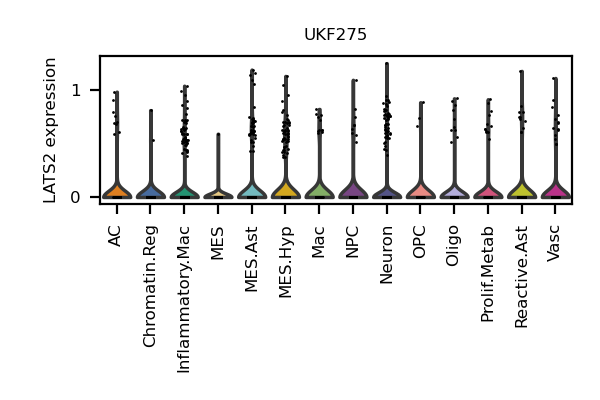 UKF275
LATS2 expression
1
0
AC
Chromatin.Reg
Inflammatory.Mac
MES
MES.Ast
MES.Hyp
Mac
NPC
Neuron
OPC
Oligo
Prolif.Metab
Reactive.Ast
Vasc